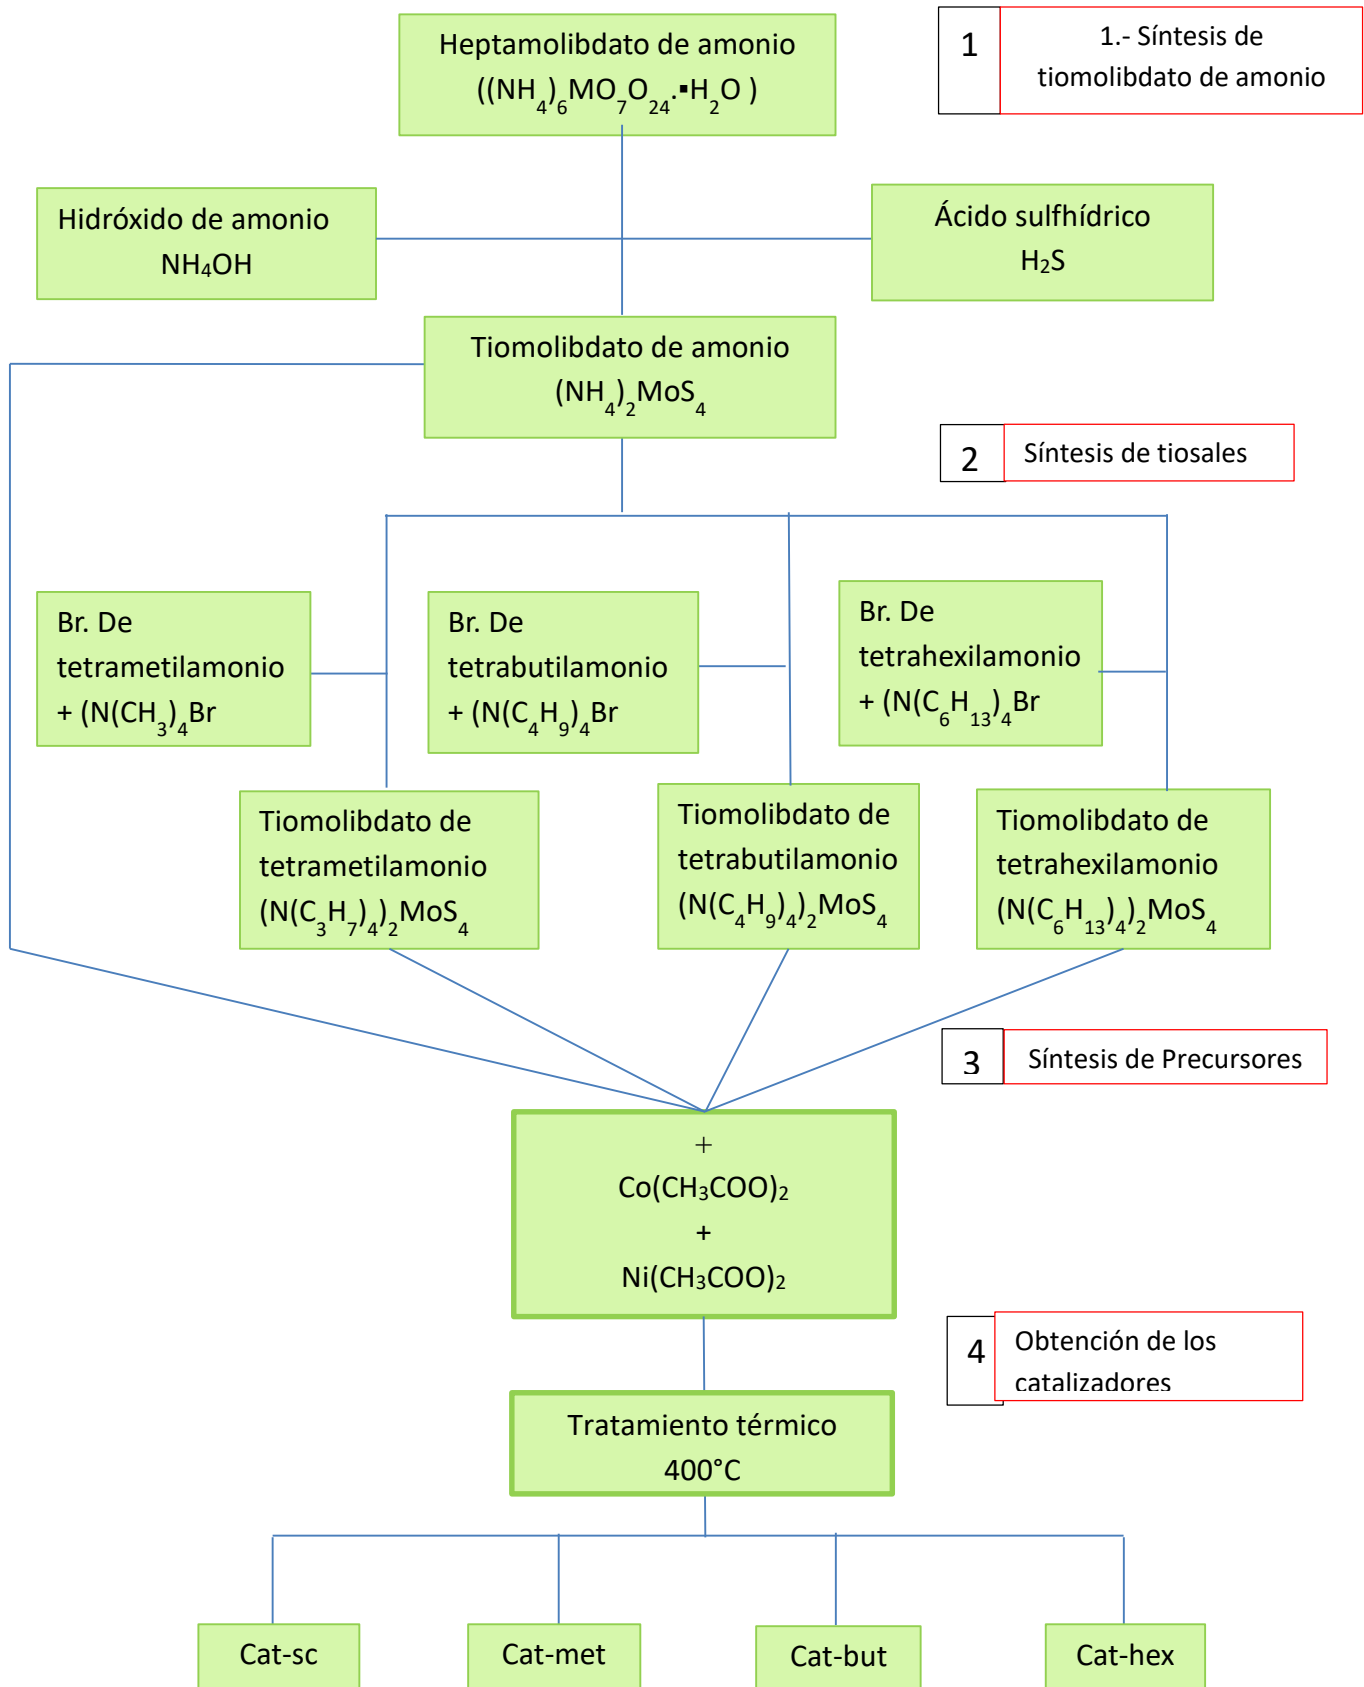 Heptamolibdato de amonio
((NH₄)₆MO₇O₂₄.▪H₂O )
1
1.- Síntesis de
tiomolibdato de amonio
Hidróxido de amonio
NH₄OH
Ácido sulfhídrico
H₂S
Tiomolibdato de amonio
(NH₄)₂MoS₄
2
Síntesis de tiosales
Br. De
tetrametilamonio
+ (N(CH₃)₄Br
Br. De
tetrabutilamonio
+ (N(C₄H₉)₄Br
Br. De
tetrahexilamonio
+ (N(C₆H₁₃)₄Br
Tiomolibdato de
tetrametilamonio
(N(C₃H₇)₄)₂MoS₄
Tiomolibdato de
tetrabutilamonio
(N(C₄H₉)₄)₂MoS₄
Tiomolibdato de
tetrahexilamonio
(N(C₆H₁₃)₄)₂MoS₄
3
Síntesis de Precursores
+
Co(CH₃COO)₂
+
Ni(CH₃COO)₂
4
Obtención de los
catalizadores
Tratamiento térmico
400°C
Cat-sc
Cat-met
Cat-but
Cat-hex